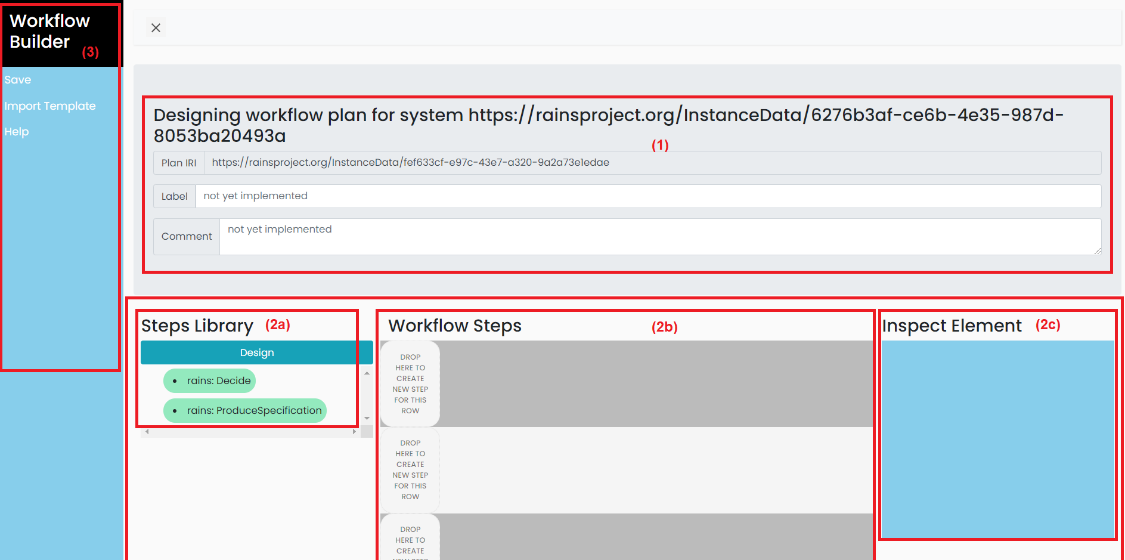 Workflow
Builder
(3)
Save
Import Template
Help
×
Designing workflow plan for system https://rainsproject.org/InstanceData/6276b3af-ce6b-4e35-987d-
8053ba20493a
(1)
Plan IRI https://rainsproject.org/InstanceData/fef633cf-e97c-43e7-a320-9a2a73e1edae
Label not yet implemented
Comment not yet implemented
Steps Library (2a)
Design
• rains: Decide
• rains: ProduceSpecification
Workflow Steps (2b)
DROP
HERE TO
CREATE
NEW STEP
FOR THIS
ROW
DROP
HERE TO
CREATE
NEW STEP
FOR THIS
ROW
DROP
HERE TO
CREATE
NEW STEP
Inspect Element (2c)